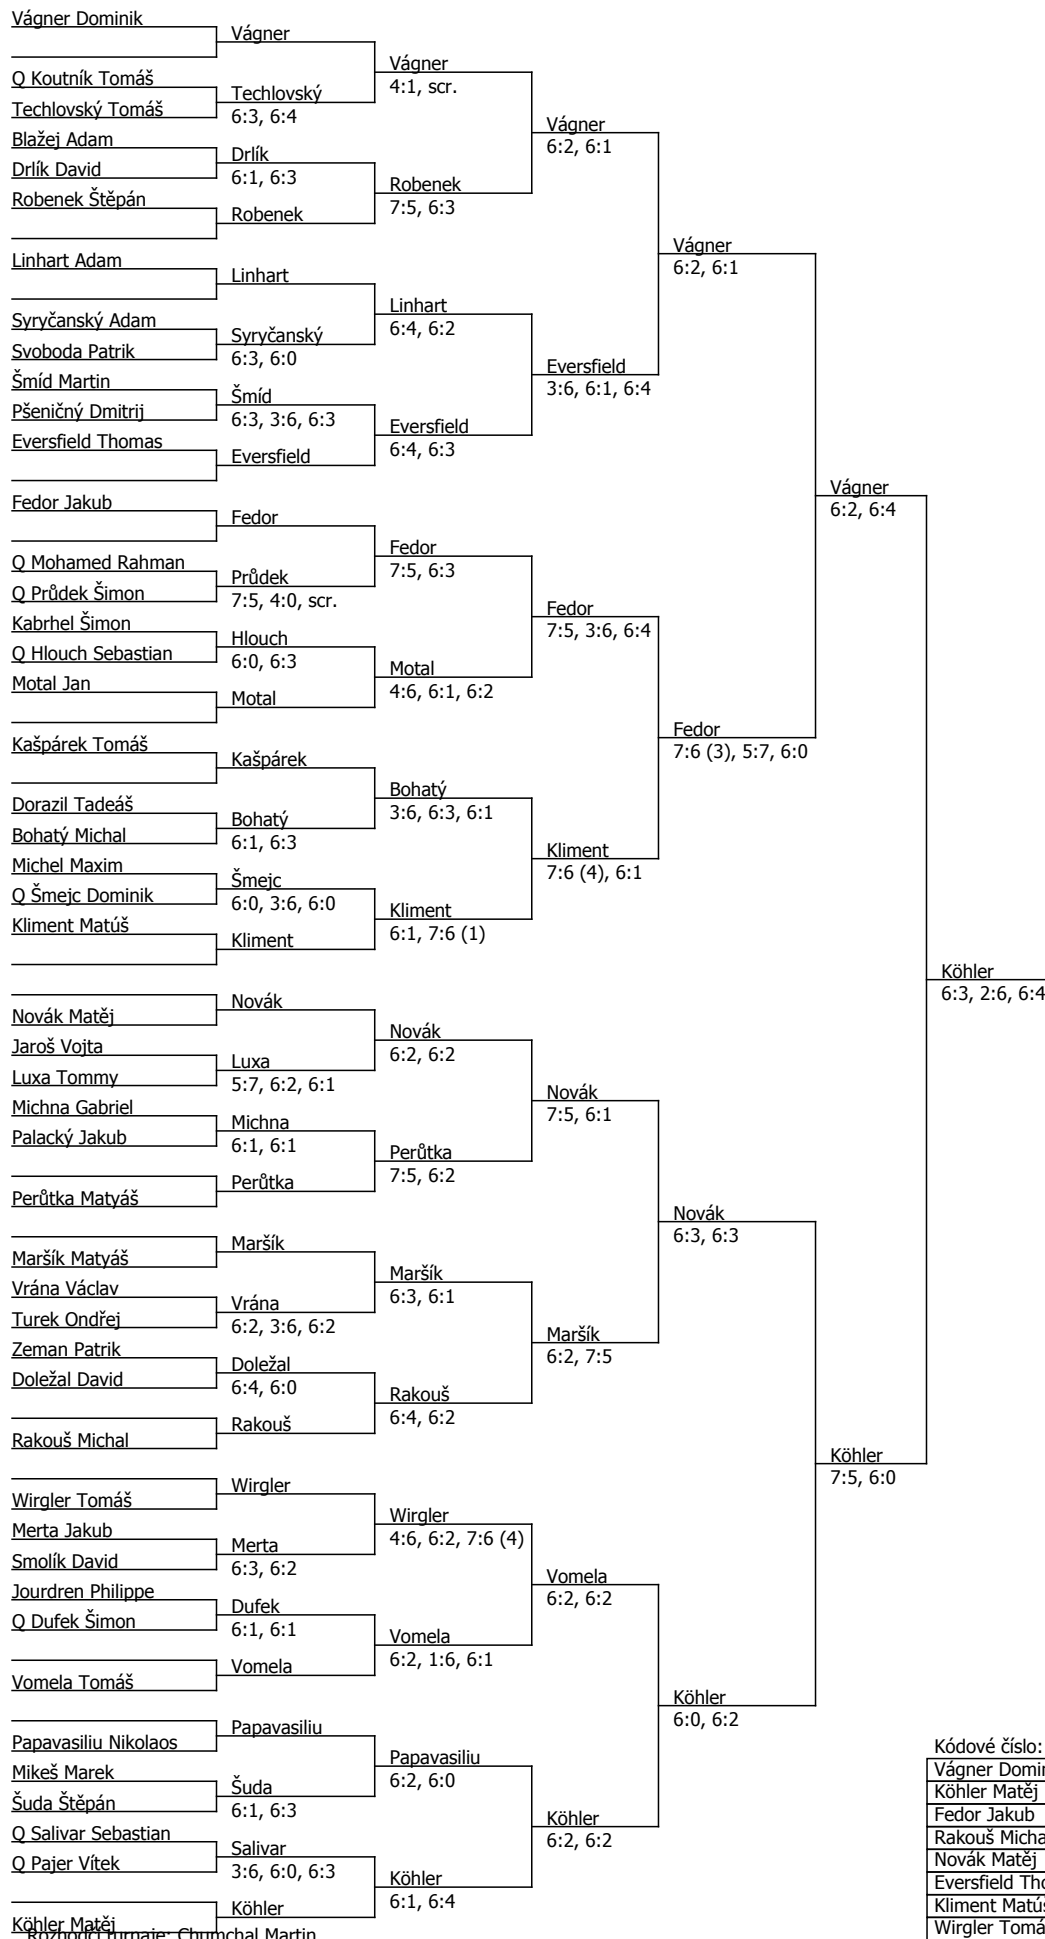 Vágner Dominik
Q Koutník Tomáš
Techlovský Tomáš
Blažej Adam
Drlík David
Robenek Štěpán
Linhart Adam
Syryčanský Adam
Svoboda Patrik
Šmíd Martin
Pšeničný Dmitrij
Eversfield Thomas
Fedor Jakub
Q Mohamed Rahman
Q Průdek Šimon
Kabrhel Šimon
Q Hlouch Sebastian
Motal Jan
Kašpárek Tomáš
Dorazil Tadeáš
Bohatý Michal
Michel Maxim
Q Šmejc Dominik
Kliment Matúš
Novák Matěj
Jaroš Vojta
Luxa Tommy
Michna Gabriel
Palacký Jakub
Perůtka Matyáš
Maršík Matyáš
Vrána Václav
Turek Ondřej
Zeman Patrik
Doležal David
Rakouš Michal
Wirgler Tomáš
Merta Jakub
Smolík David
Jourdren Philippe
Q Dufek Šimon
Vomela Tomáš
Papavasiliu Nikolaos
Mikeš Marek
Šuda Štěpán
Q Salivar Sebastian
Q Pajer Vítek
Köhler Matěj
Rozhodčí turnaje: Chumchal Martin
Vágner
Techlovský
6:3, 6:4
Drlík
6:1, 6:3
Robenek
Linhart
Syryčanský
6:3, 6:0
Šmíd
6:3, 3:6, 6:3
Eversfield
Fedor
Průdek
7:5, 4:0, scr.
Hlouch
6:0, 6:3
Motal
Kašpárek
Bohatý
6:1, 6:3
Šmejc
6:0, 3:6, 6:0
Kliment
Novák
Luxa
5:7, 6:2, 6:1
Michna
6:1, 6:1
Perůtka
Maršík
Vrána
6:2, 3:6, 6:2
Doležal
6:4, 6:0
Rakouš
Wirgler
Merta
6:3, 6:2
Dufek
6:1, 6:1
Vomela
Papavasiliu
Šuda
6:1, 6:3
Salivar
3:6, 6:0, 6:3
Köhler
Vágner
4:1, scr.
Robenek
7:5, 6:3
Linhart
6:4, 6:2
Eversfield
6:4, 6:3
Fedor
7:5, 6:3
Motal
4:6, 6:1, 6:2
Bohatý
3:6, 6:3, 6:1
Kliment
6:1, 7:6 (1)
Novák
6:2, 6:2
Perůtka
7:5, 6:2
Maršík
6:3, 6:1
Rakouš
6:4, 6:2
Wirgler
4:6, 6:2, 7:6 (4)
Vomela
6:2, 1:6, 6:1
Papavasiliu
6:2, 6:0
Köhler
6:1, 6:4
Vágner
6:2, 6:1
Eversfield
3:6, 6:1, 6:4
Fedor
7:5, 3:6, 6:4
Kliment
7:6 (4), 6:1
Novák
7:5, 6:1
Maršík
6:2, 7:5
Vomela
6:2, 6:2
Köhler
6:2, 6:2
Vágner
6:2, 6:1
Fedor
7:6 (3), 5:7, 6:0
Novák
6:3, 6:3
Köhler
6:0, 6:2
Vágner
6:2, 6:4
Köhler
7:5, 6:0
Köhler
6:3, 2:6, 6:4
Kódové číslo:
Vágner Domin
Köhler Matěj
Fedor Jakub
Rakouš Micha
Novák Matěj
Eversfield Tho
Kliment Matúš
Wirgler Tomá